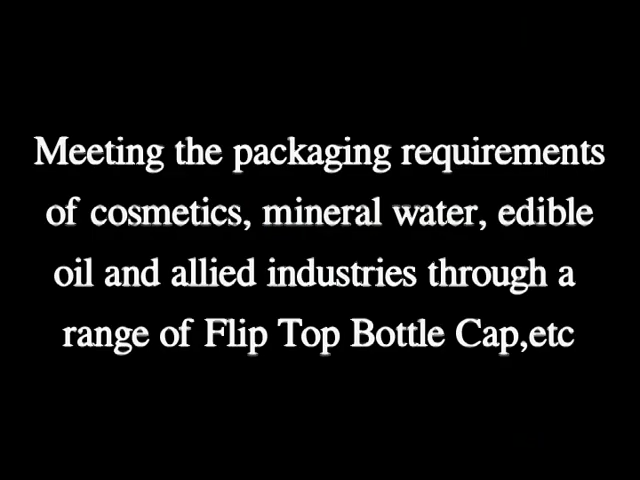 Meeting the packaging requirements
of cosmetics, mineral water, edible
oil and allied industries through a
range of Flip Top Bottle Cap,etc